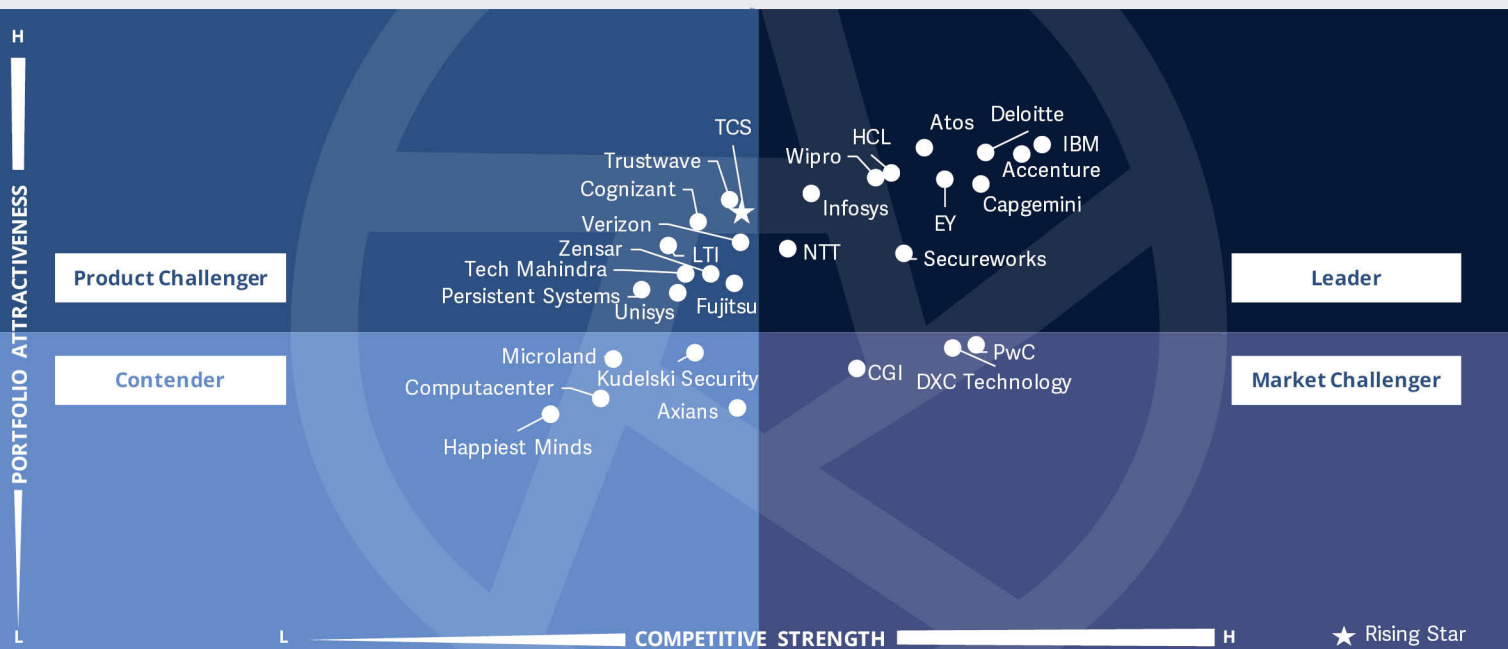 H
PORTFOLIO ATTRACTIVENESS
L
Product Challenger
Contender
TCS
Trustwave
Cognizant
Verizon
Zensar
LTI
Tech Mahindra
Persistent Systems
Unisys
Fujitsu
Microland
Kudelski Security
Computacenter
Axians
Happiest Minds
Atos
Deloitte
HCL
IBM
Wipro
Accenture
Infosys
Capgemini
EY
NTT
Secureworks
PwC
CGI
DXC Technology
Leader
Market Challenger
L
COMPETITIVE STRENGTH
H
Rising Star